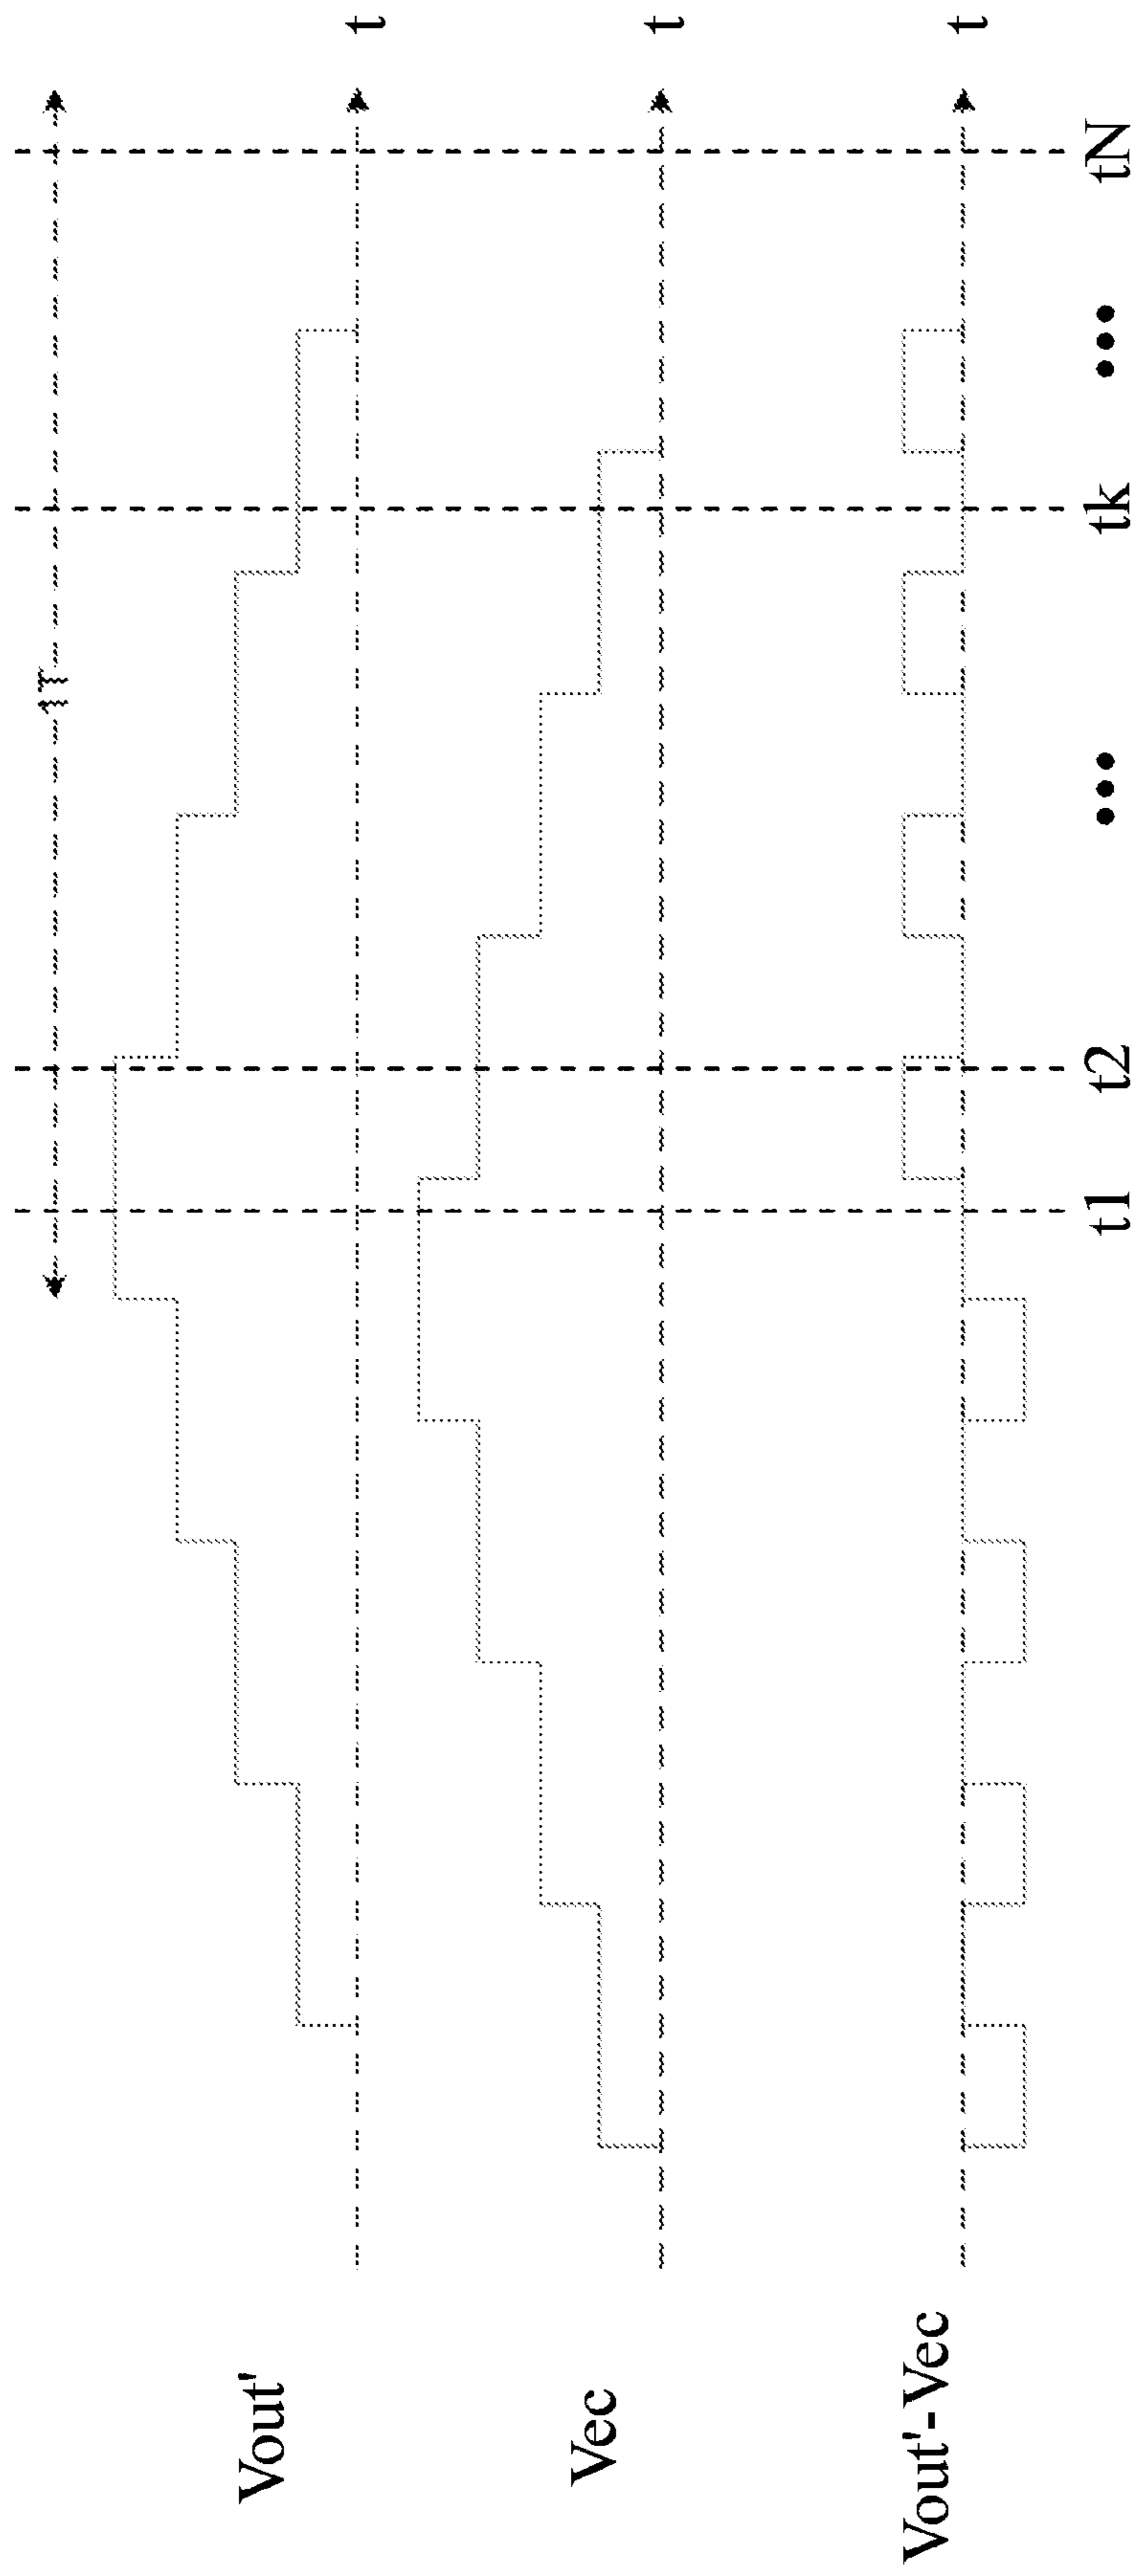 1T
Vout'
t
Vec
t
Vout'-Vec
t
t1 t2 ••• tk ••• tN